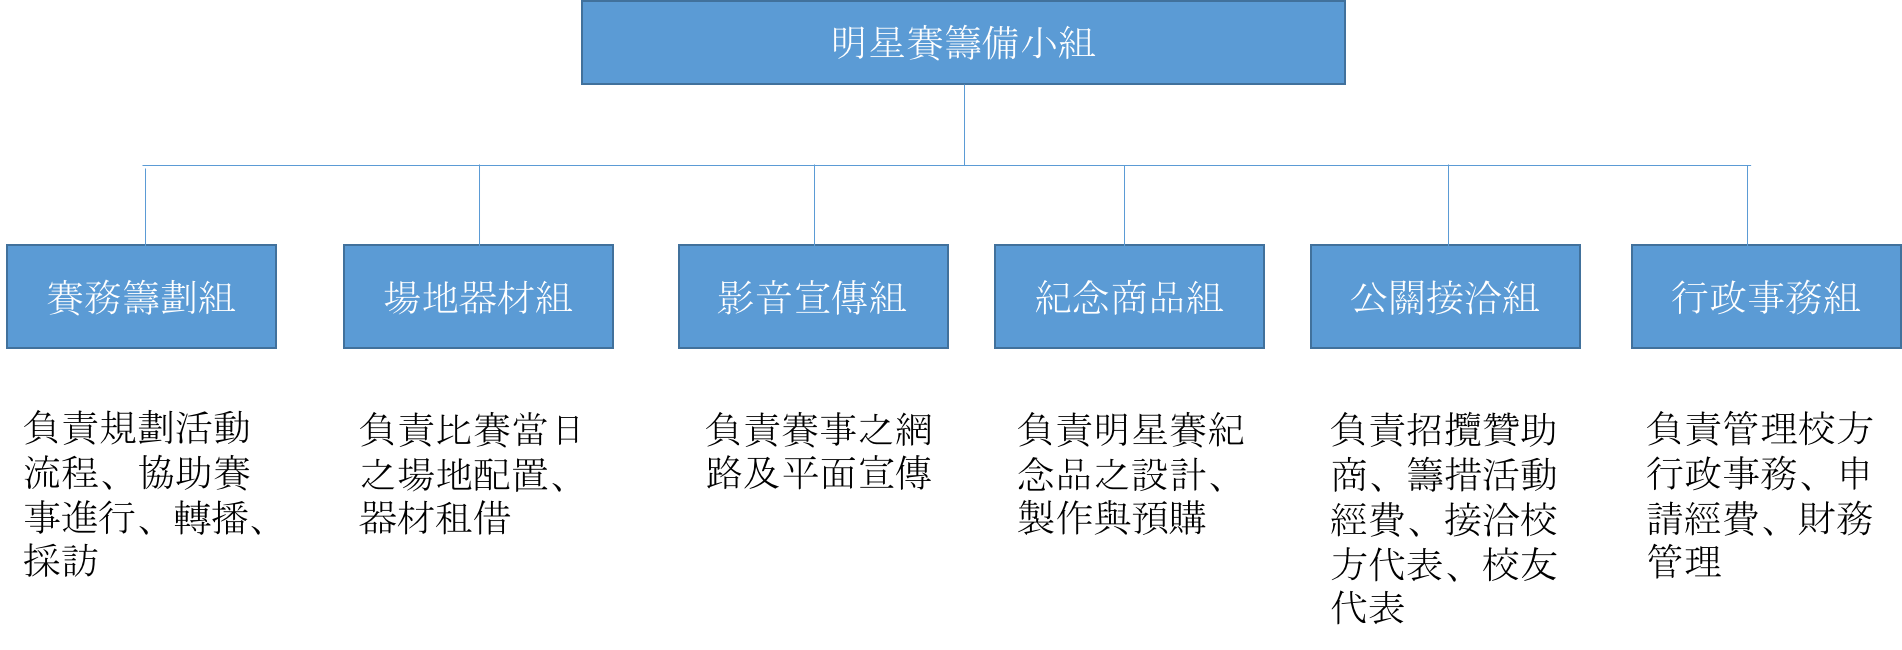 明星賽籌備小組
賽務籌劃組
場地器材組
影音宣傳組
紀念商品組
公關接洽組
行政事務組
負責規劃活動
流程、協助賽
事進行、轉播、
採訪
負責比賽當日
之場地配置、
器材租借
負責賽事之網
路及平面宣傳
負責明星賽紀
念品之設計、
製作與預購
負責招攬贊助
商、籌措活動
經費、接洽校
方代表、校友
代表
負責管理校方
行政事務、申
請經費、財務
管理